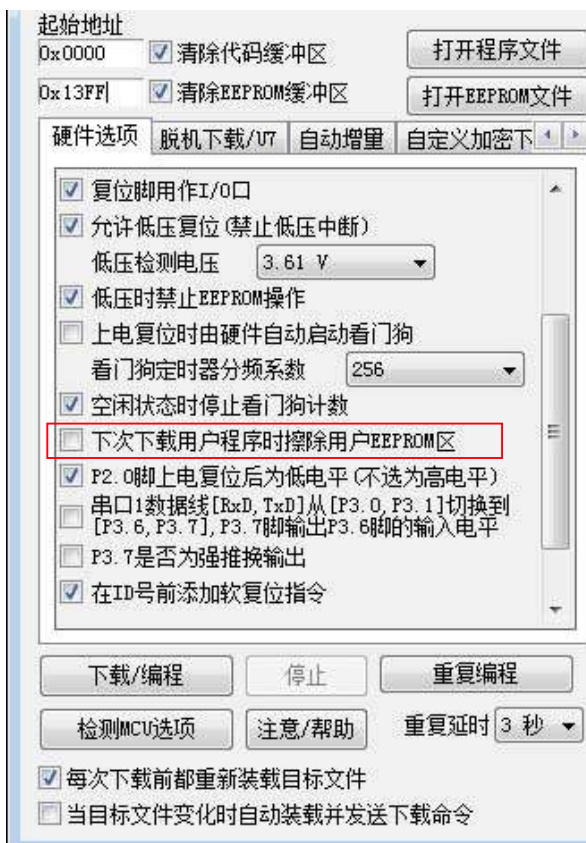 起始地址
0x0000 清除代码缓冲区 打开程序文件
0x13FF 清除EEPROM缓冲区 打开EEPROM文件
硬件选项 脱机下载/U7 自动增量 自定义加密下
复位脚用作I/O口
允许低压复位(禁止低压中断)
低压检测电压 3.61 V
低压时禁止EEPROM操作
上电复位时由硬件自动启动看门狗
看门狗定时器分频系数 256
空闲状态时停止看门狗计数
下次下载用户程序时擦除用户EEPROM区
P2.0脚上电复位后为低电平(不选为高电平)
串口1数据线[RxD,TxD]从[P3.0,P3.1]切换到
[P3.6,P3.7],P3.7脚输出P3.6脚的输入电平
P3.7是否为强推换输出
在ID号前添加软复位指令
下载/编程 停止 重复编程
检测MCU选项 注意/帮助 重复延时 3 秒
每次下载前都重新装载目标文件
当目标文件变化时自动装载并发送下载命令